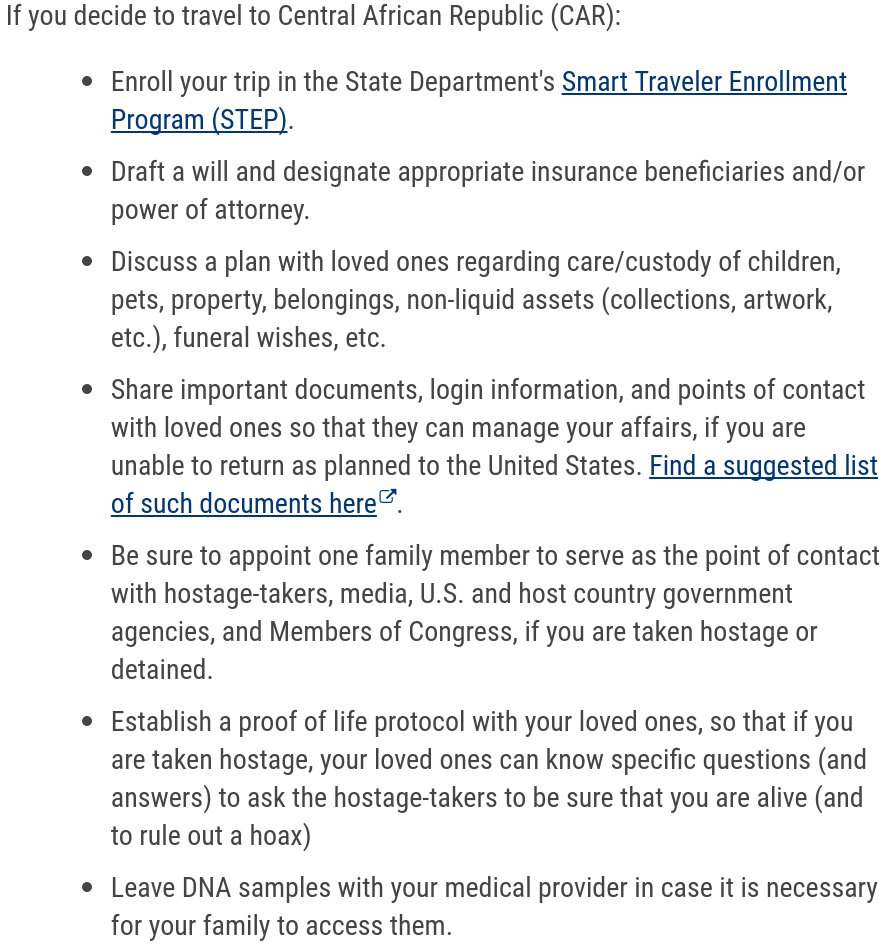 If you decide to travel to Central African Republic (CAR):
• Enroll your trip in the State Department's Smart Traveler Enrollment
Program (STEP).
• Draft a will and designate appropriate insurance beneficiaries and/or
power of attorney.
• Discuss a plan with loved ones regarding care/custody of children,
pets, property, belongings, non-liquid assets (collections, artwork,
etc.), funeral wishes, etc.
• Share important documents, login information, and points of contact
with loved ones so that they can manage your affairs, if you are
unable to return as planned to the United States. Find a suggested list
of such documents here.
• Be sure to appoint one family member to serve as the point of contact
with hostage-takers, media, U.S. and host country government
agencies, and Members of Congress, if you are taken hostage or
detained.
• Establish a proof of life protocol with your loved ones, so that if you
are taken hostage, your loved ones can know specific questions (and
answers) to ask the hostage-takers to be sure that you are alive (and
to rule out a hoax)
• Leave DNA samples with your medical provider in case it is necessary
for your family to access them.